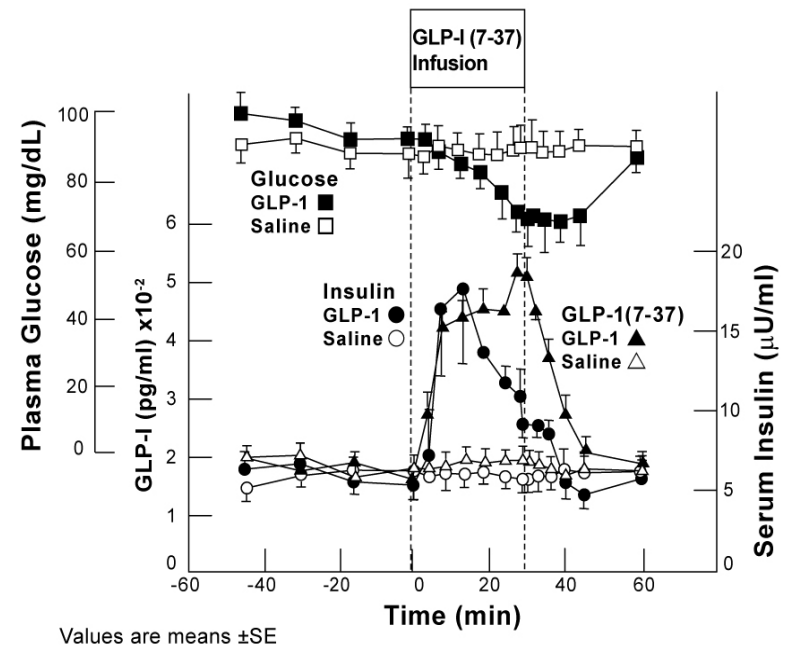 GLP-I (7-37)
Infusion
Plasma Glucose (mg/dL)
100
80
60
40
20
0
GLP-I (pg/ml) x10-2
6
5
4
3
2
1
0
Glucose
GLP-1
Saline
Insulin
GLP-1
Saline
GLP-1(7-37)
GLP-1
Saline
20
15
10
5
0
Serum Insulin (μU/ml)
-60 -40 -20 0 20 40 60
Time (min)
Values are means ±SE